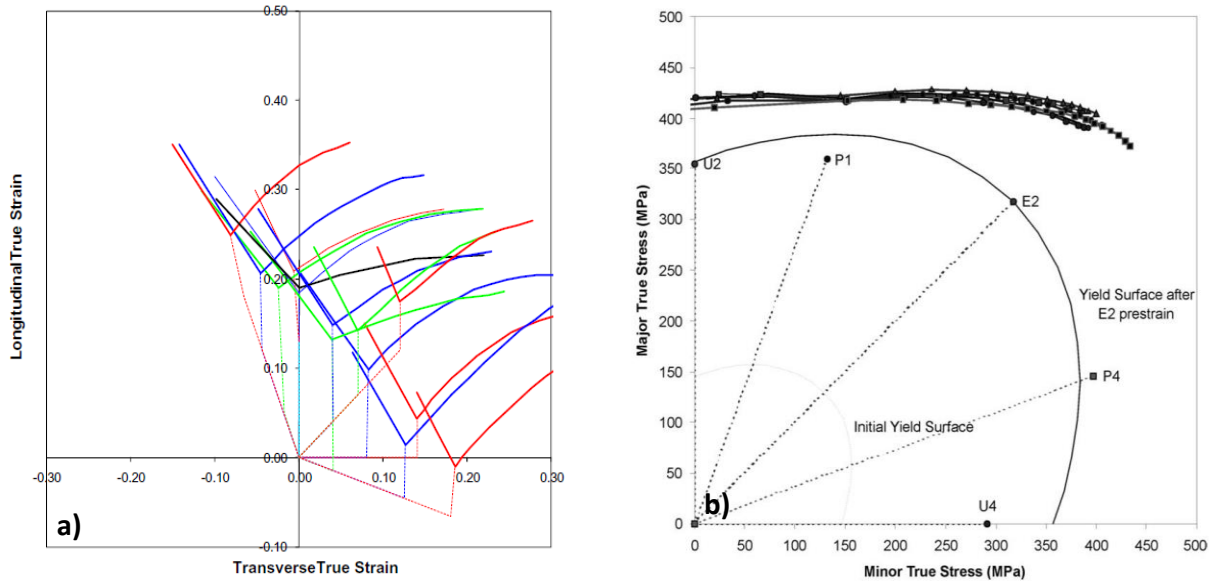 0.50
0.40
0.30
0.20
0.10
0.00
-0.10
-0.30
-0.20
-0.10
0.00
0.10
0.20
0.30
LongitudinalTrue Strain
TransverseTrue Strain
a)
500
450
400
350
300
250
200
150
100
50
0
0
50
100
150
200
250
300
350
400
450
500
Major True Stress (MPa)
Minor True Stress (MPa)
U2
P1
E2
Yield Surface after
E2 prestrain
P4
Initial Yield Surface
U4
b)